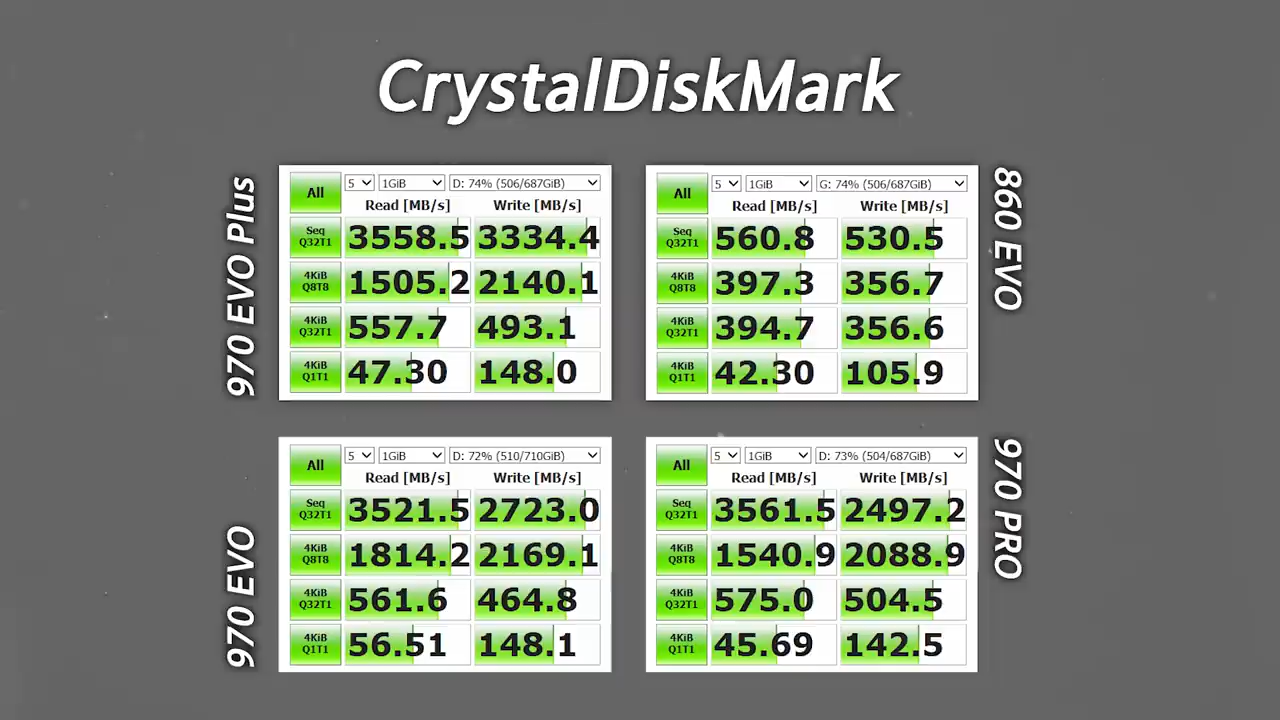 CrystalDiskMark
970 EVO Plus
All 5 1GiB D: 74% (506/687GiB)
Read [MB/s] Write [MB/s]
Seq Q32T1 3558.5 3334.4
4KiB Q8T8 1505.2 2140.1
4KiB Q32T1 557.7 493.1
4KiB Q1T1 47.30 148.0
860 EVO
All 5 1GiB G: 74% (506/687GiB)
Read [MB/s] Write [MB/s]
Seq Q32T1 560.8 530.5
4KiB Q8T8 397.3 356.7
4KiB Q32T1 394.7 356.6
4KiB Q1T1 42.30 105.9
970 EVO
All 5 1GiB D: 72% (510/710GiB)
Read [MB/s] Write [MB/s]
Seq Q32T1 3521.5 2723.0
4KiB Q8T8 1814.2 2169.1
4KiB Q32T1 561.6 464.8
4KiB Q1T1 56.51 148.1
970 PRO
All 5 1GiB D: 73% (504/687GiB)
Read [MB/s] Write [MB/s]
Seq Q32T1 3561.5 2497.2
4KiB Q8T8 1540.9 2088.9
4KiB Q32T1 575.0 504.5
4KiB Q1T1 45.69 142.5